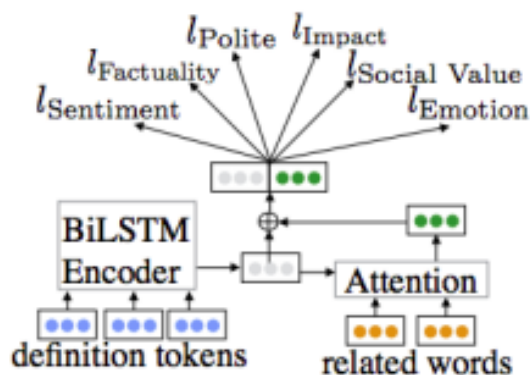 l_Polite l_Impact
l_Factuality l_Social Value
l_Sentiment l_Emotion
BiLSTM
Encoder
Attention
definition tokens related words